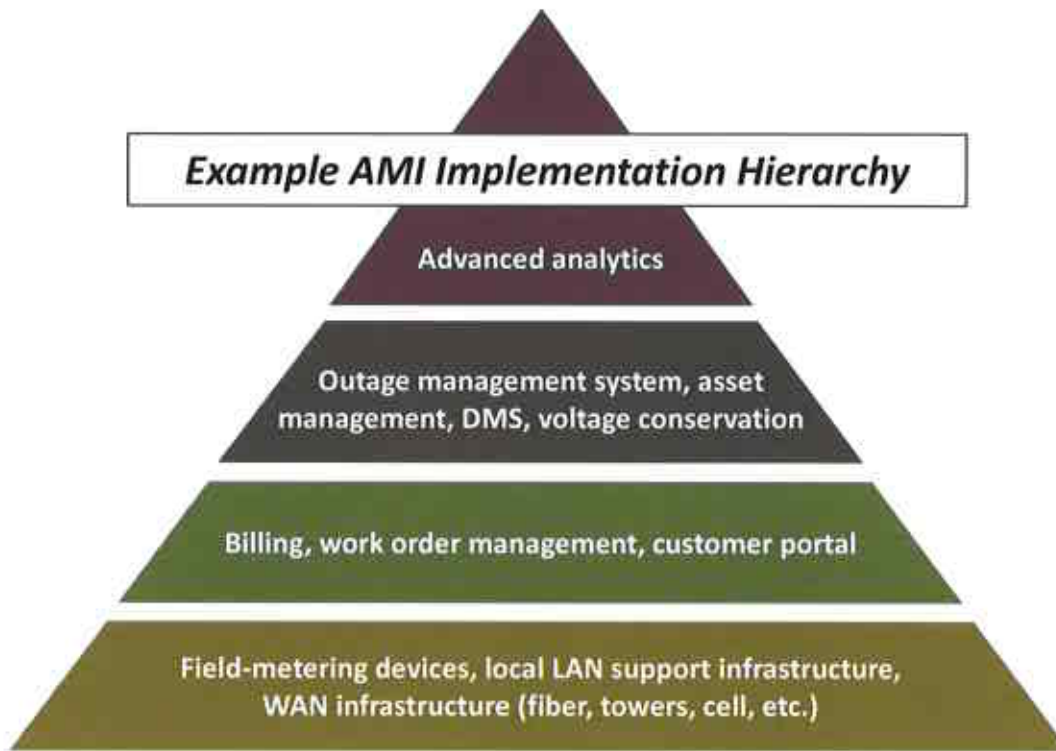 Example AMI Implementation Hierarchy
Advanced analytics
Outage management system, asset
management, DMS, voltage conservation
Billing, work order management, customer portal
Field-metering devices, local LAN support infrastructure,
WAN infrastructure (fiber, towers, cell, etc.)